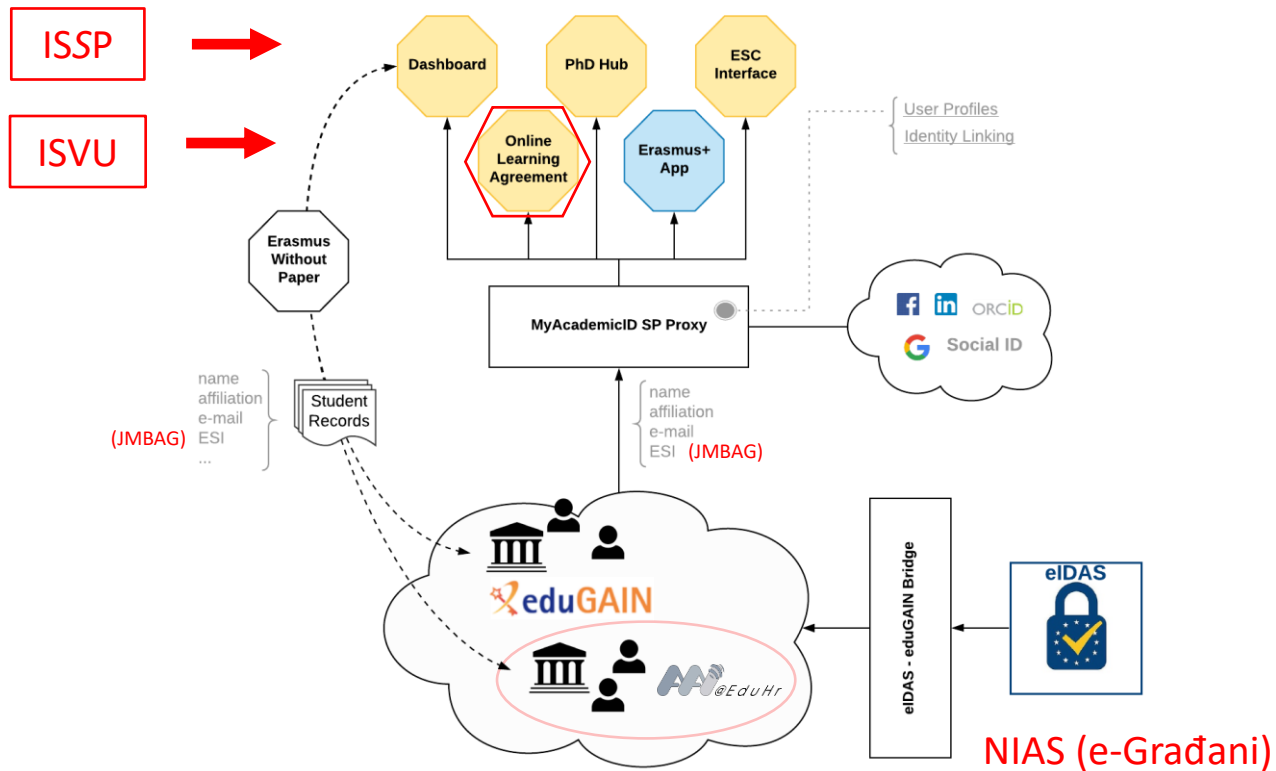 ISSP
ISVU
Dashboard
PhD Hub
ESC
Interface
Online
Learning
Agreement
Erasmus+
App
User Profiles
Identity Linking
Erasmus
Without
Paper
MyAcademicID SP Proxy
f in ORCiD
G Social ID
name
affiliation
e-mail
(JMBAG) ESI
...
Student
Records
name
affiliation
e-mail
ESI (JMBAG)
eduGAIN
AAI
@EduHr
eIDAS - eduGAIN Bridge
eIDAS
NIAS (e-Građani)